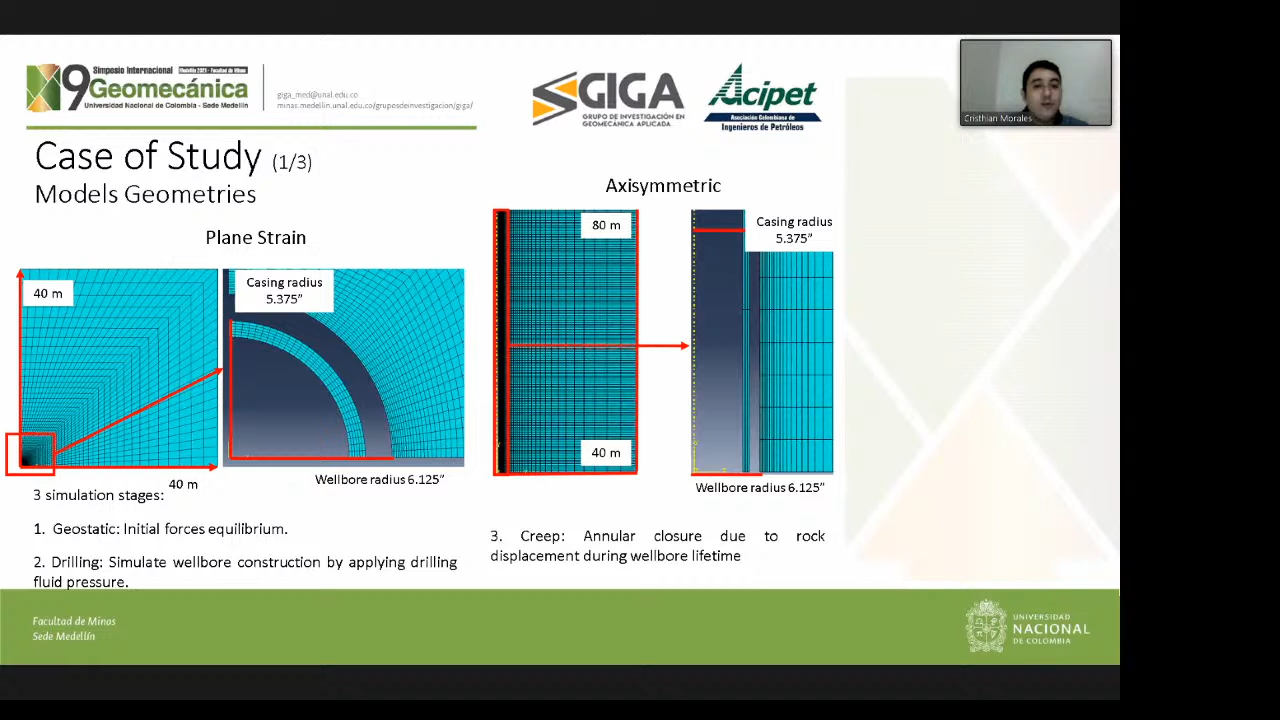 9
Simposio Internacional
Medellín 2023 - Facultad de Minas
Geomecánica
Universidad Nacional de Colombia - Sede Medellín
giga_med@unal.edu.co
minas.medellin.unal.edu.co/gruposdeinvestigacion/giga/
GIGA
GRUPO DE INVESTIGACIÓN EN
GEOMECÁNICA APLICADA
Acipet
Asociación Colombiana de
Ingenieros de Petróleos
Cristhian Morales
Case of Study (1/3)
Models Geometries
Plane Strain
40 m
Casing radius
5.375”
40 m
Wellbore radius 6.125”
3 simulation stages:
1. Geostatic: Initial forces equilibrium.
2. Drilling: Simulate wellbore construction by applying drilling
fluid pressure.
Axisymmetric
80 m
40 m
Casing radius
5.375”
Wellbore radius 6.125”
3. Creep: Annular closure due to rock
displacement during wellbore lifetime
Facultad de Minas
Sede Medellín
UNIVERSIDAD
NACIONAL
DE COLOMBIA